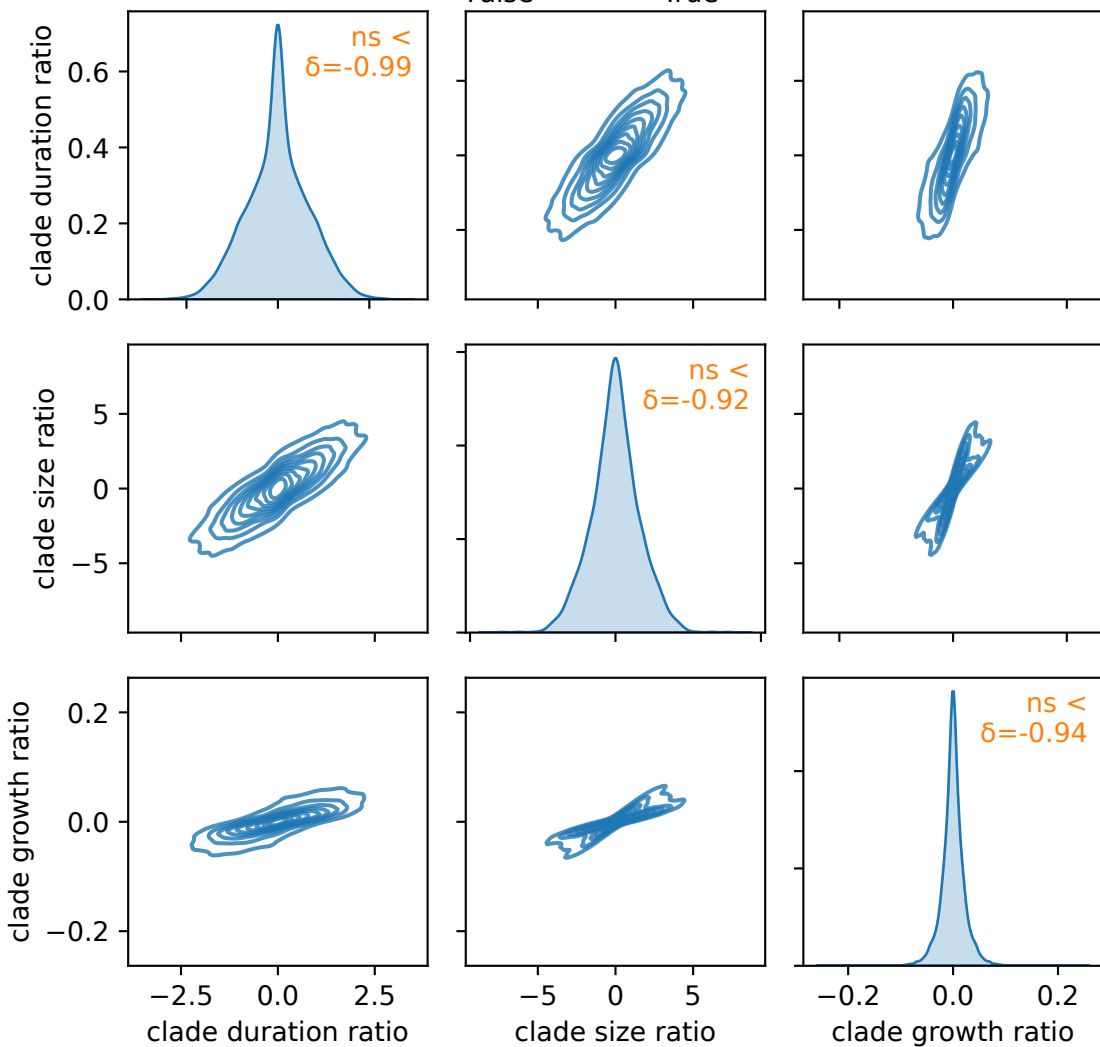 clade duration ratio
0.6
0.4
0.2
0.0
ns <
δ=-0.99
clade size ratio
5
0
−5
ns <
δ=-0.92
clade growth ratio
0.2
0.0
−0.2
ns <
δ=-0.94
−2.5 0.0 2.5
clade duration ratio
−5 0 5
clade size ratio
−0.2 0.0 0.2
clade growth ratio